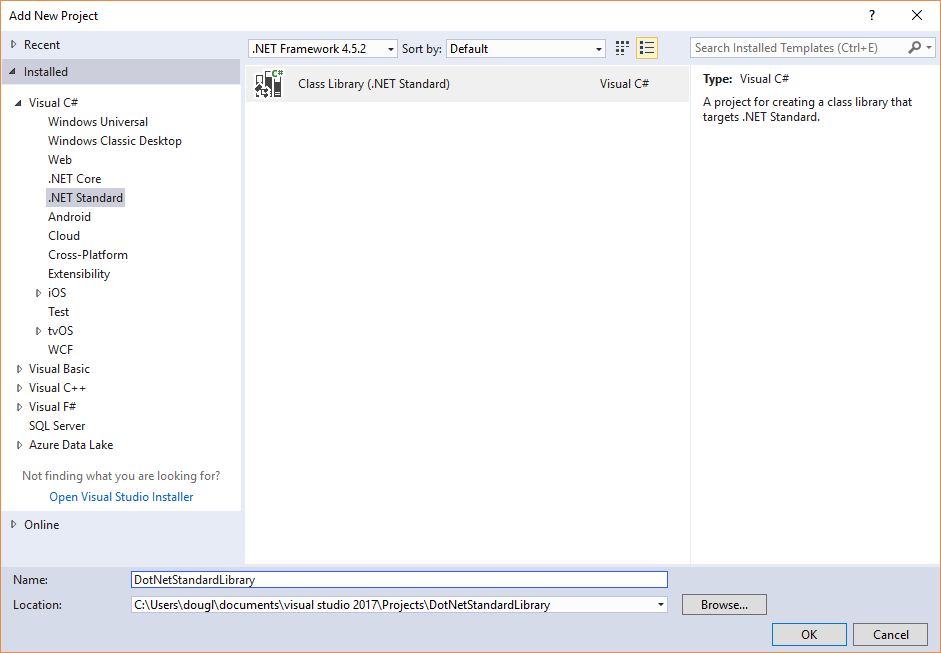 Add New Project
?
Recent
.NET Framework 4.5.2
Sort by:
Default
Search Installed Templates (Ctrl+E)
Installed
Visual C#
Windows Universal
Windows Classic Desktop
Web
.NET Core
.NET Standard
Android
Cloud
Cross-Platform
Extensibility
iOS
Test
tvOS
WCF
Visual Basic
Visual C++
Visual F#
SQL Server
Azure Data Lake
Not finding what you are looking for?
Open Visual Studio Installer
Online
C#
Class Library (.NET Standard)
Visual C#
Type: Visual C#
A project for creating a class library that
targets .NET Standard.
Name:
DotNetStandardLibrary
Location:
C:\Users\dougl\documents\visual studio 2017\Projects\DotNetStandardLibrary
Browse...
OK
Cancel